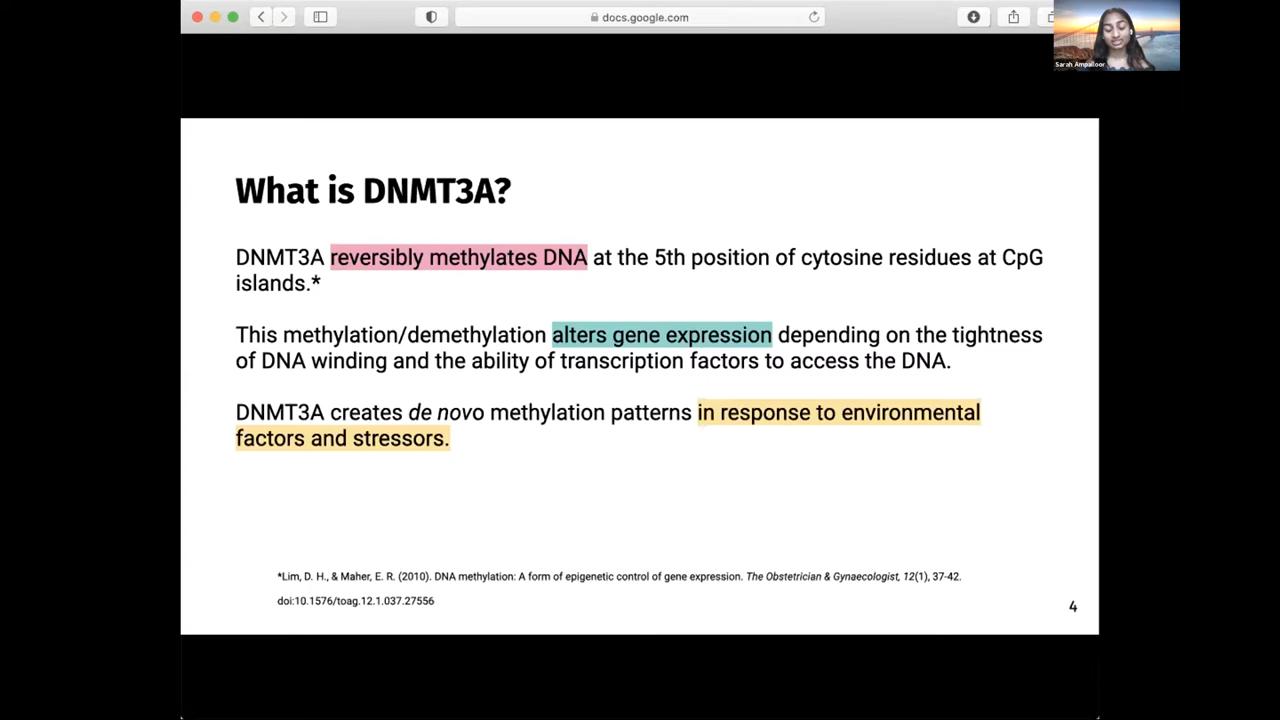 docs.google.com
Sarah Ampalloor
What is DNMT3A?
DNMT3A reversibly methylates DNA at the 5th position of cytosine residues at CpG
islands.*
This methylation/demethylation alters gene expression depending on the tightness
of DNA winding and the ability of transcription factors to access the DNA.
DNMT3A creates de novo methylation patterns in response to environmental
factors and stressors.
*Lim, D. H., & Maher, E. R. (2010). DNA methylation: A form of epigenetic control of gene expression. The Obstetrician & Gynaecologist, 12(1), 37-42.
doi:10.1576/toag.12.1.037.27556
4